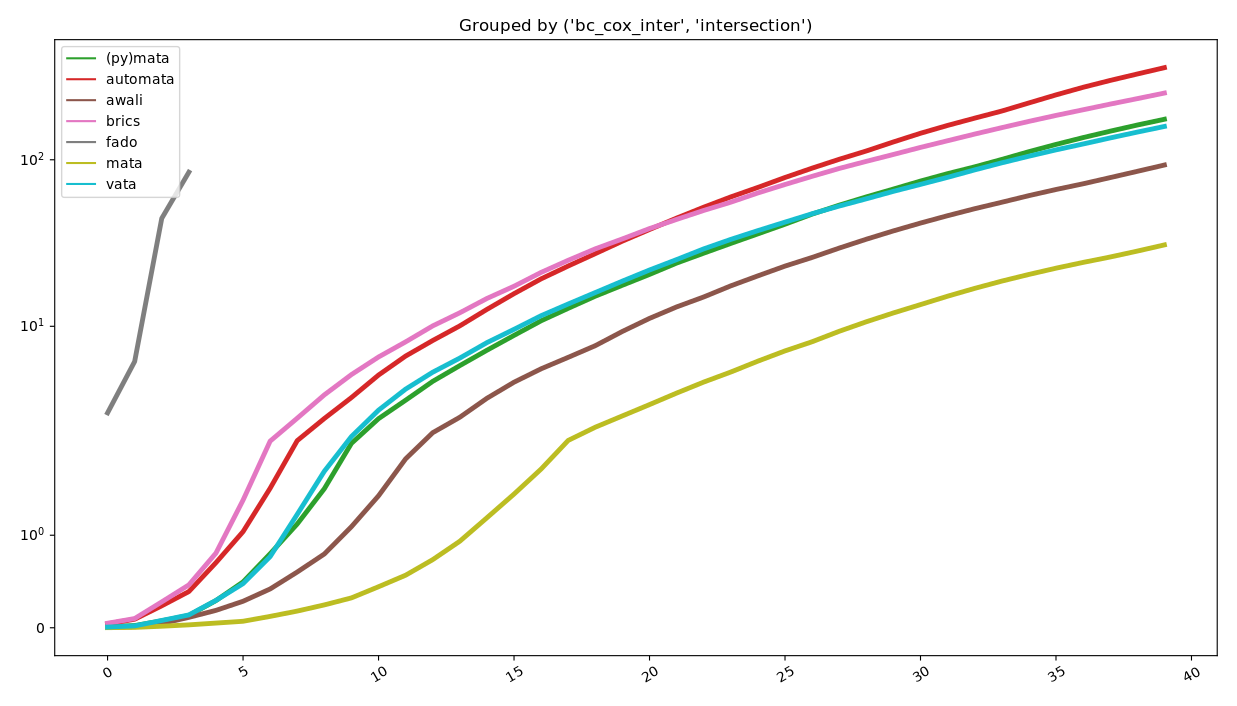 Grouped by ('bc_cox_inter', 'intersection')
(py)mata
automata
awali
brics
fado
mata
vata
10²
10¹
10⁰
0
0 5 10 15 20 25 30 35 40